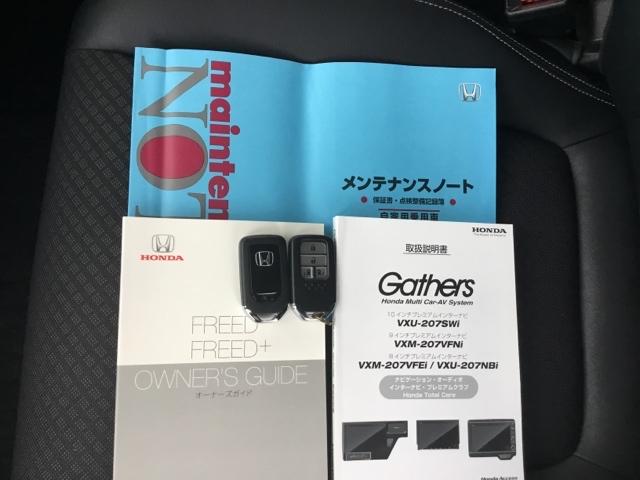 mainten
NOT
メンテナンスノート
● 保証書・点検整備記録簿 ●
自家用乗用車
HONDA
FREED
FREED+
OWNER'S GUIDE
オーナーズガイド
HONDA
取扱説明書
Gathers
Honda Multi Car-AV System
10インチプレミアムインターナビ
VXU-207SWi
9インチプレミアムインターナビ
VXM-207VFNi
8インチプレミアムインターナビ
VXM-207VFEi / VXU-207NBi
ナビゲーション・オーディオ
インターナビ・プレミアムクラブ
Honda Total Care
Honda Access